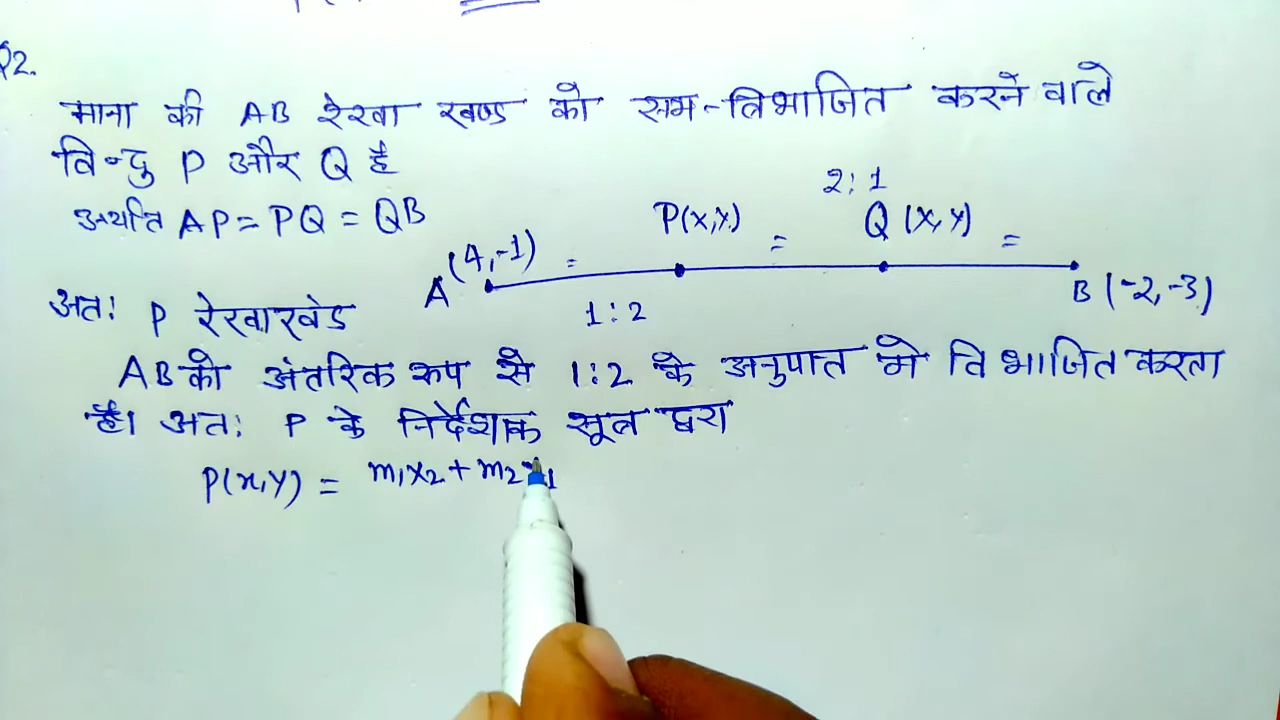 Q2.
माना की AB रेखा खण्ड को सम-त्रिभाजित करने वाले
विन्दु P और Q है
अर्थात AP = PQ = QB
2:1
P(x,y) = Q (x,y) =
A (4,-1) =
B (-2,-3)
1:2
अतः P रेखाखंड
AB को अंतरिक रूप से 1:2 के अनुपात मे विभाजित करता
है। अतः P के निर्देशाक सूत्र द्वरा
P(x,y) = m₁x₂ + m₂